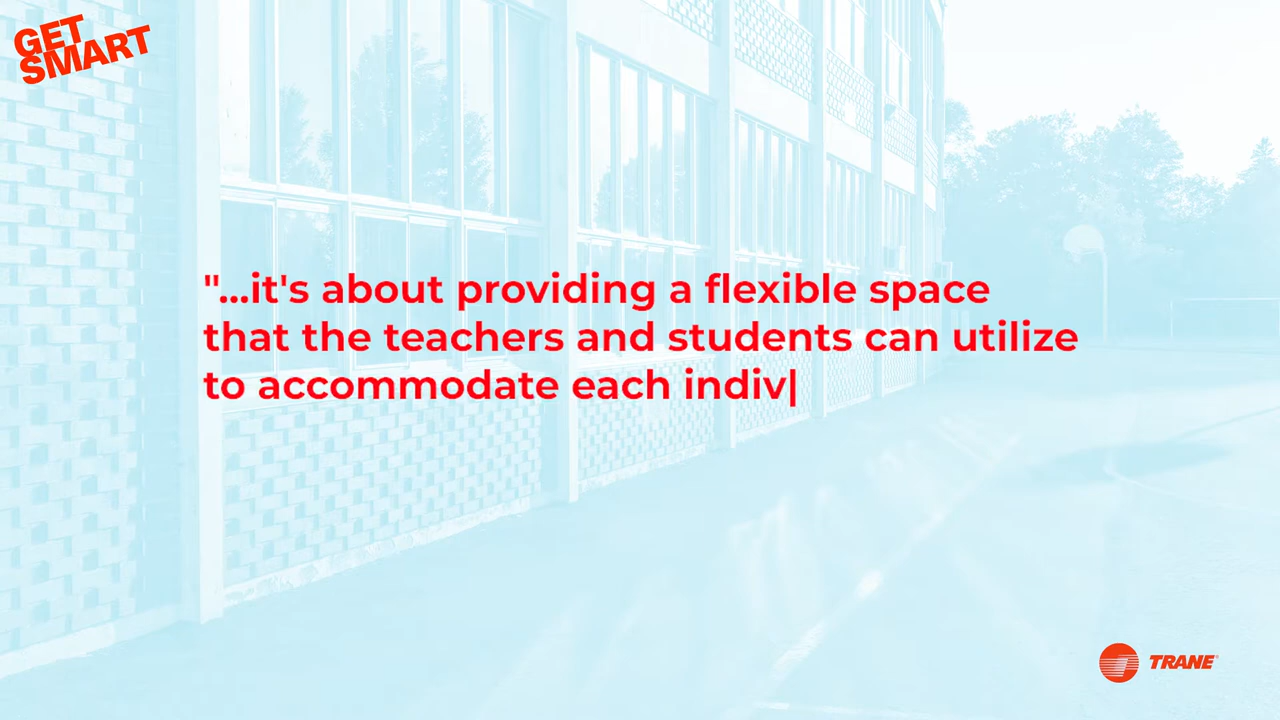 GET
SMART
"...it's about providing a flexible space
that the teachers and students can utilize
to accommodate each indiv|
TRANE